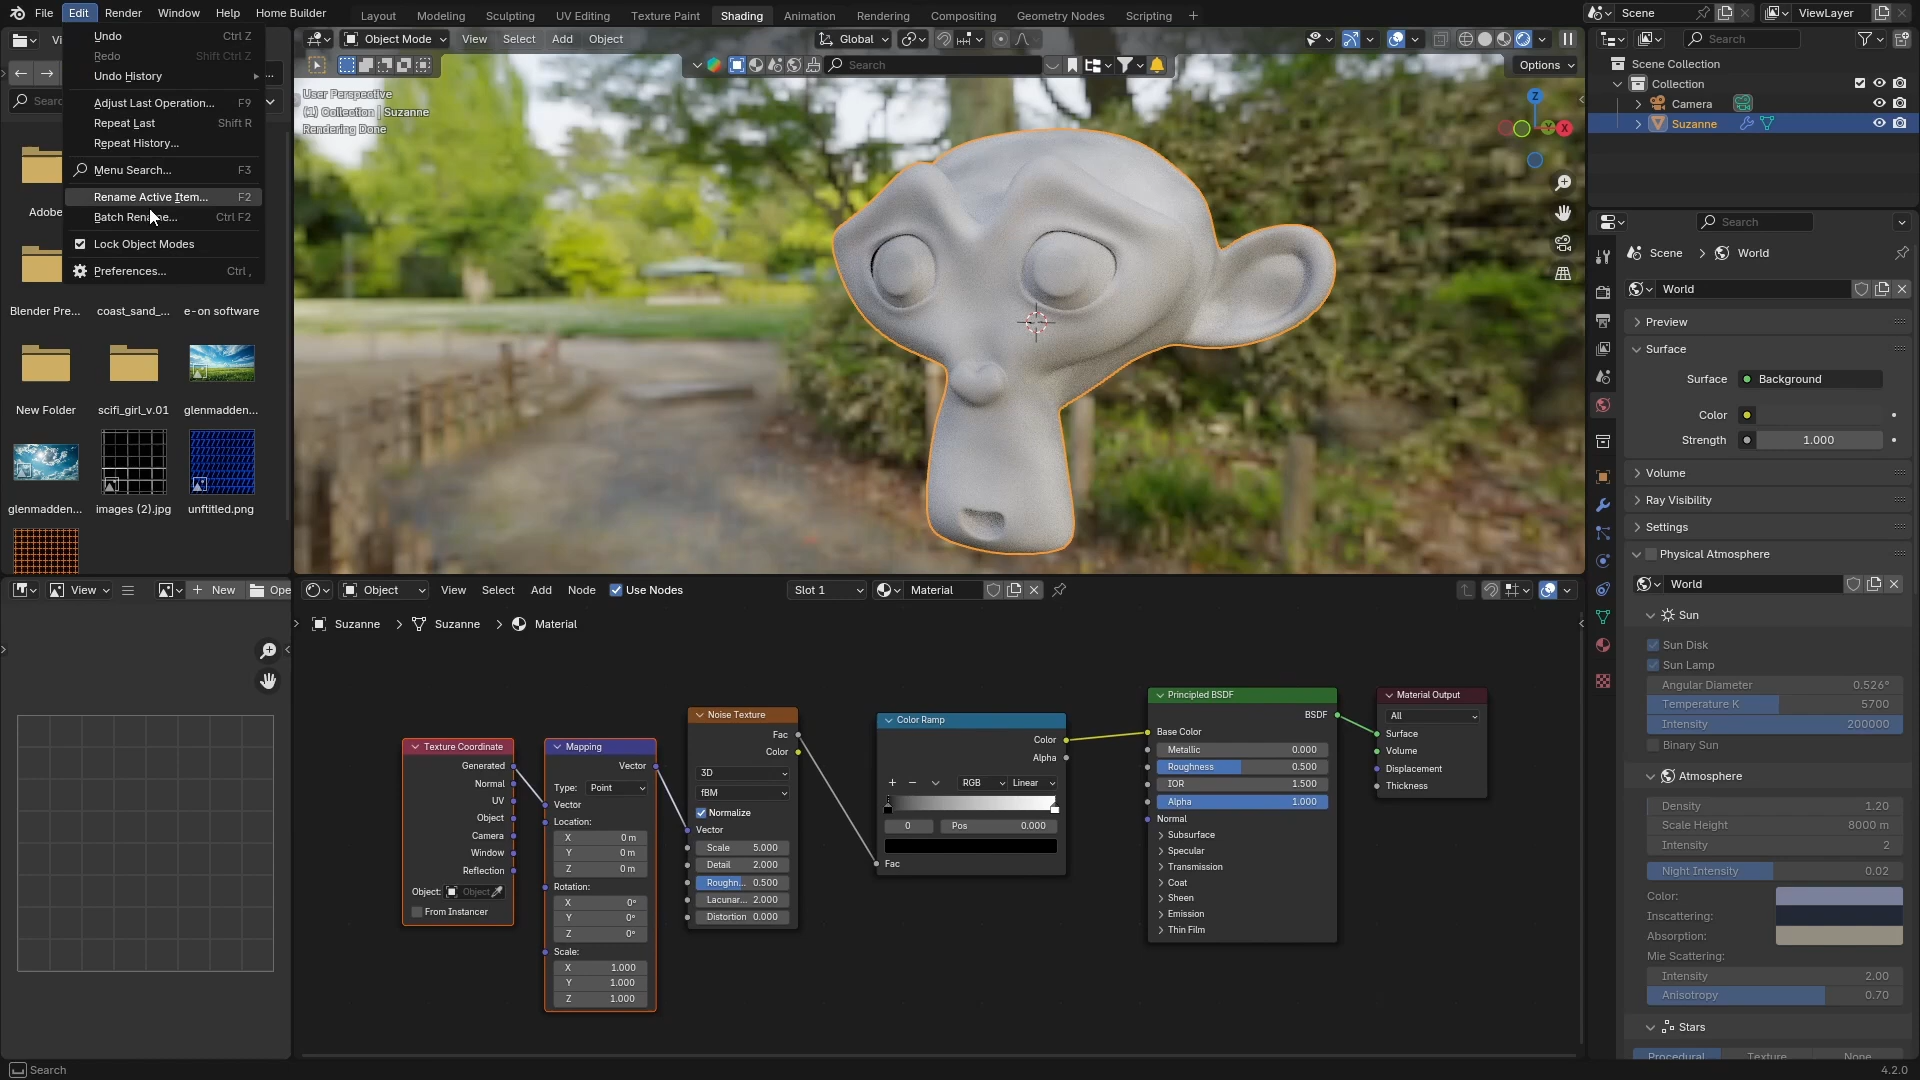 File Edit Render Window Help Home Builder
Layout Modeling Sculpting UV Editing Texture Paint Shading Animation Rendering Compositing Geometry Nodes Scripting +
Scene
ViewLayer
Undo Ctrl Z
Redo Shift Ctrl Z
Undo History
Adjust Last Operation... F9
Repeat Last Shift R
Repeat History...
Menu Search... F3
Rename Active Item... F2
Batch Rename... Ctrl F2
Lock Object Modes
Preferences... Ctrl ,
Vi
Searc
Adobe
Blender Pre... coast_sand_... e-on software
New Folder scifi_girl_v.01 glenmadden...
glenmadden... images (2).jpg unftitled.png
Object Mode View Select Add Object
Global
Search
Options
User Perspective
(1) Collection | Suzanne
Rendering Done
Z
Y
X
Search
Scene Collection
Collection
Camera
Suzanne
Search
Scene > World
World
Preview
Surface
Surface Background
Color
Strength 1.000
Volume
Ray Visibility
Settings
Physical Atmosphere
World
Sun
Sun Disk
Sun Lamp
Angular Diameter 0.526°
Temperature K 5700
Intensity 200000
Binary Sun
Atmosphere
Density 1.20
Scale Height 8000 m
Intensity 2
Night Intensity 0.02
Color:
Inscattering:
Absorption:
Mie Scattering:
Intensity 2.00
Anisotropy 0.70
Stars
Procedural Texture None
View
+ New
Ope
Object View Select Add Node Use Nodes
Slot 1
Material
Suzanne > Suzanne > Material
Texture Coordinate
Generated
Normal
UV
Object
Camera
Window
Reflection
Object: Object
From Instancer
Mapping
Vector
Type: Point
Vector
Location:
X 0 m
Y 0 m
Z 0 m
Rotation:
X 0°
Y 0°
Z 0°
Scale:
X 1.000
Y 1.000
Z 1.000
Noise Texture
Fac
Color
3D
fBM
Normalize
Vector
Scale 5.000
Detail 2.000
Roughn... 0.500
Lacunar... 2.000
Distortion 0.000
Color Ramp
Color
Alpha
+ − RGB Linear
0 Pos 0.000
Fac
Principled BSDF
BSDF
Base Color
Metallic 0.000
Roughness 0.500
IOR 1.500
Alpha 1.000
Normal
Subsurface
Specular
Transmission
Coat
Sheen
Emission
Thin Film
Material Output
All
Surface
Volume
Displacement
Thickness
Search
4.2.0